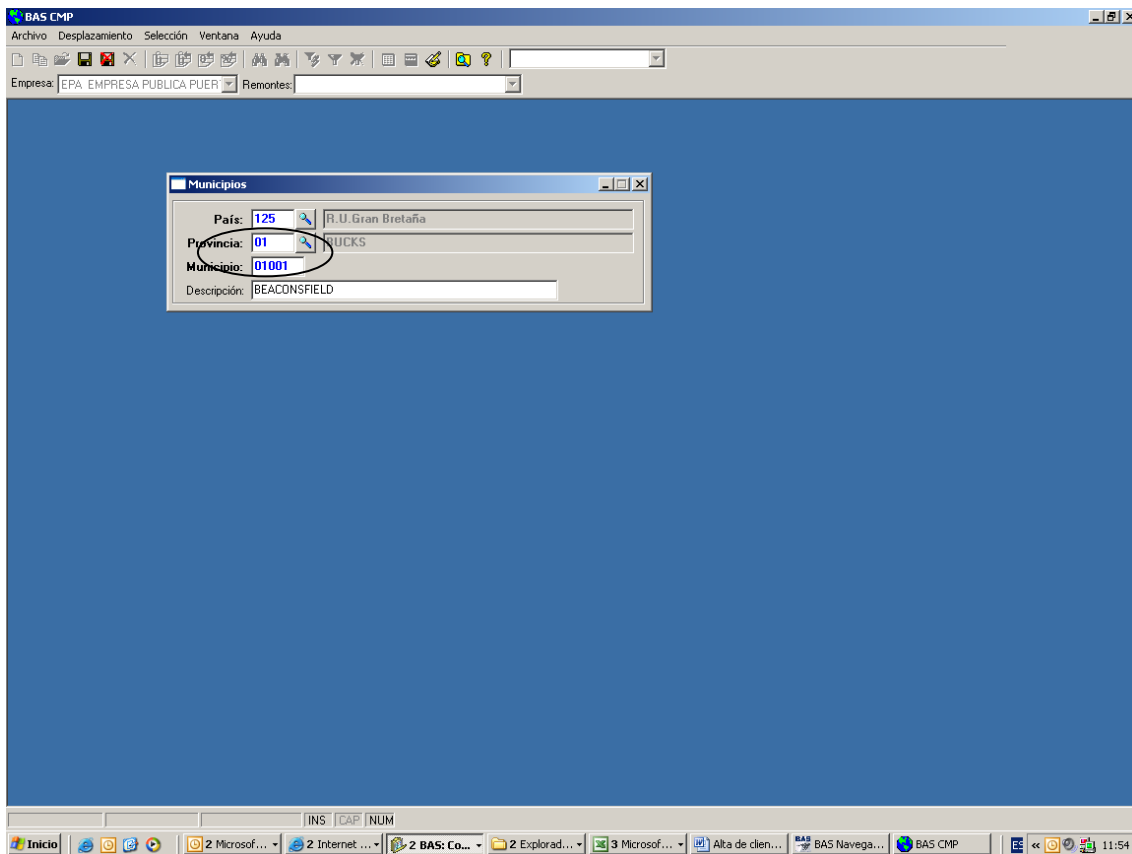 BAS CMP
Archivo Desplazamiento Selección Ventana Ayuda
Empresa: EPA EMPRESA PUBLICA PUER Remontes:
Municipios
País: 125 R.U.Gran Bretaña
Provincia: 01 BUCKS
Municipio: 01001
Descripción: BEACONSFIELD
INS CAP NUM
Inicio 2 Microsof... 2 Internet ... 2 BAS: Co... 2 Explorad... 3 Microsof... Alta de clien... BAS Navega... BAS CMP ES « 11:54